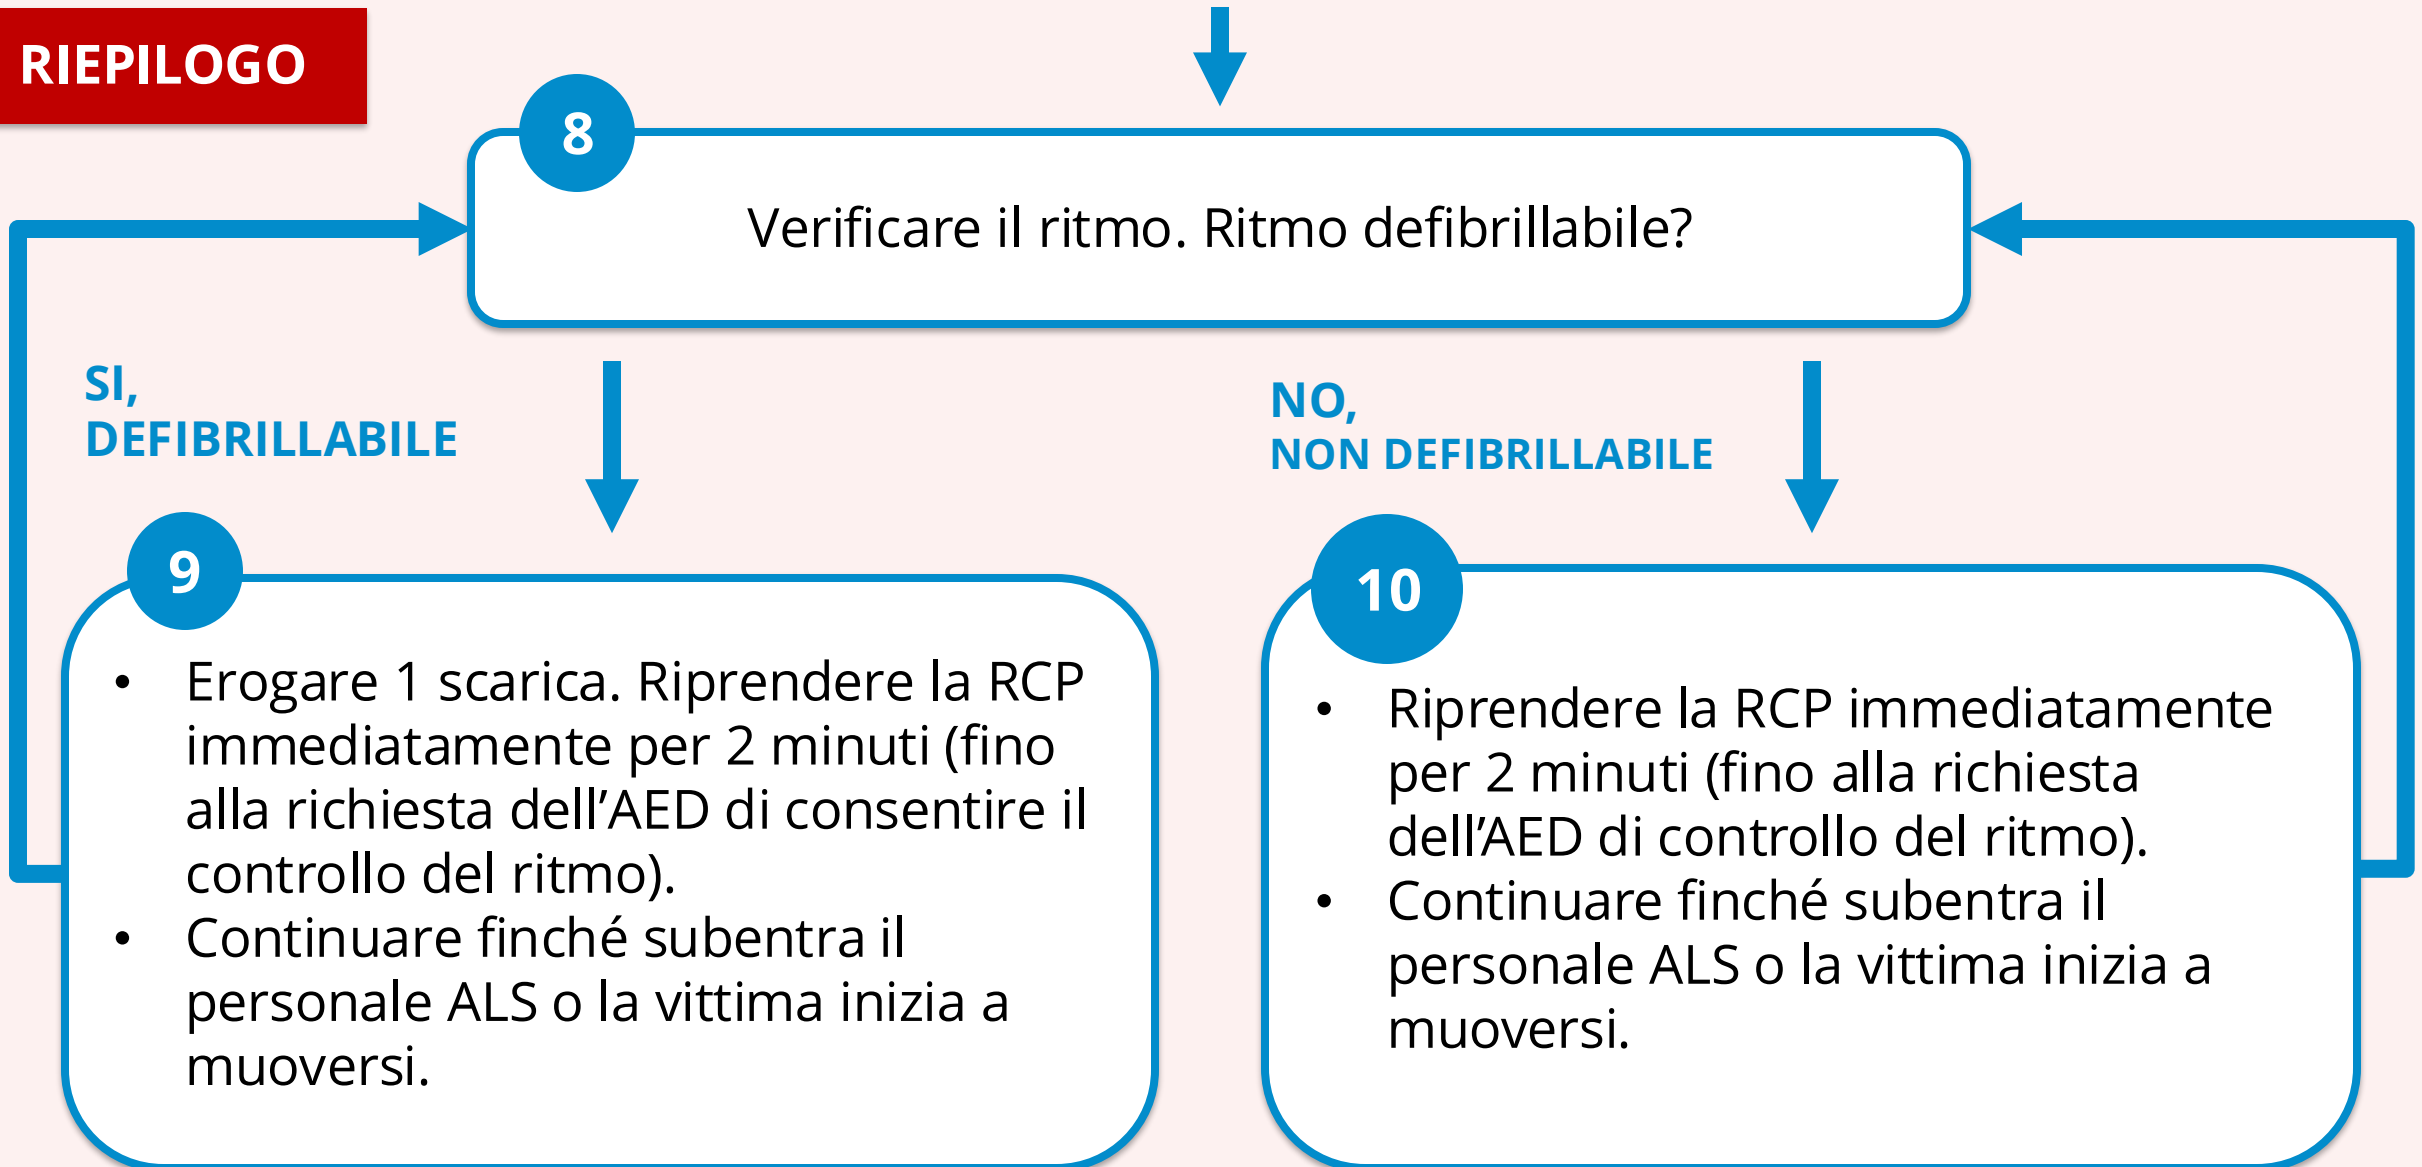 RIEPILOGO
8
Verificare il ritmo. Ritmo defibrillabile?
SI,
DEFIBRILLABILE
NO,
NON DEFIBRILLABILE
9
• Erogare 1 scarica. Riprendere la RCP
immediatamente per 2 minuti (fino
alla richiesta dell’AED di consentire il
controllo del ritmo).
• Continuare finché subentra il
personale ALS o la vittima inizia a
muoversi.
10
• Riprendere la RCP immediatamente
per 2 minuti (fino alla richiesta
dell’AED di controllo del ritmo).
• Continuare finché subentra il
personale ALS o la vittima inizia a
muoversi.